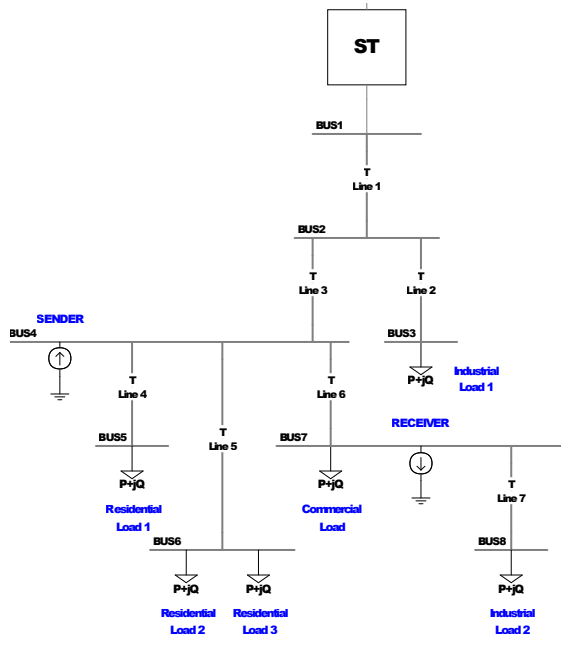 ST
BUS1
T
Line 1
BUS2
T
Line 3
T
Line 2
SENDER
BUS4
BUS3
P+jQ
Industrial
Load 1
T
Line 4
T
Line 6
T
Line 5
RECEIVER
BUS5
BUS7
P+jQ
Residential
Load 1
P+jQ
Commercial
Load
T
Line 7
BUS6
BUS8
P+jQ
P+jQ
P+jQ
Residential
Load 2
Residential
Load 3
Industrial
Load 2